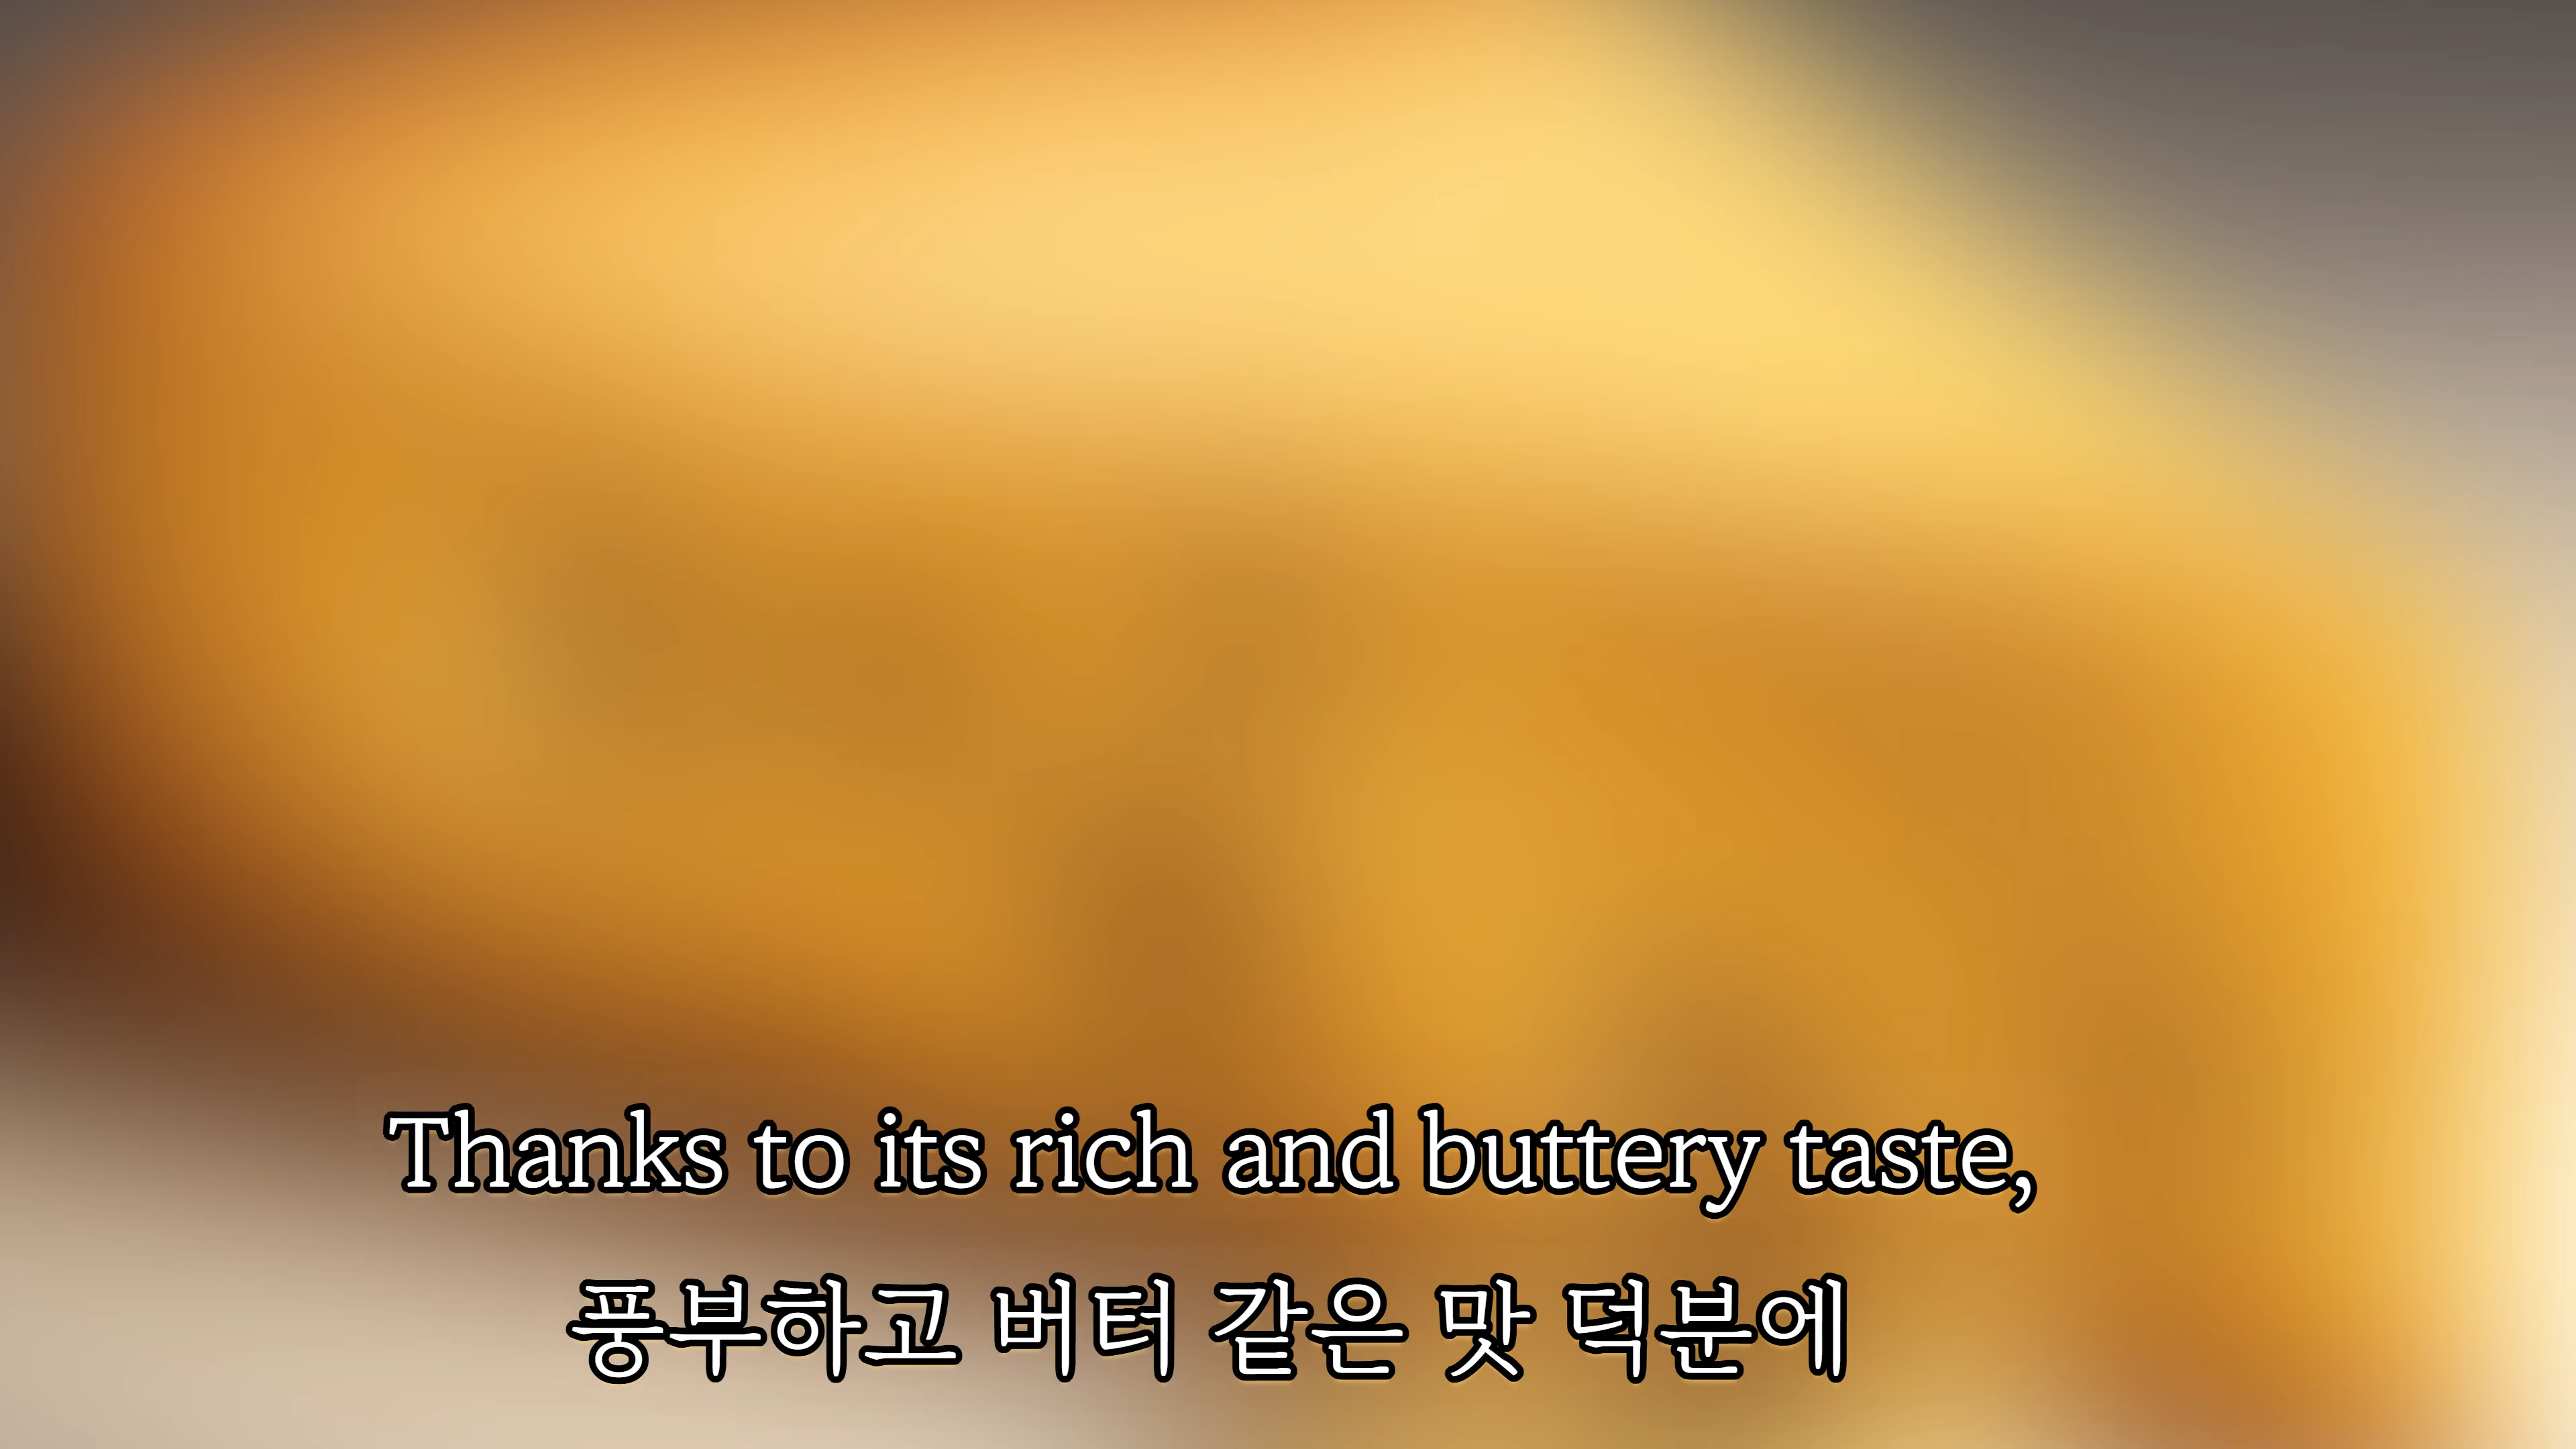 Thanks to its rich and buttery taste,
풍부하고 버터 같은 맛 덕분에